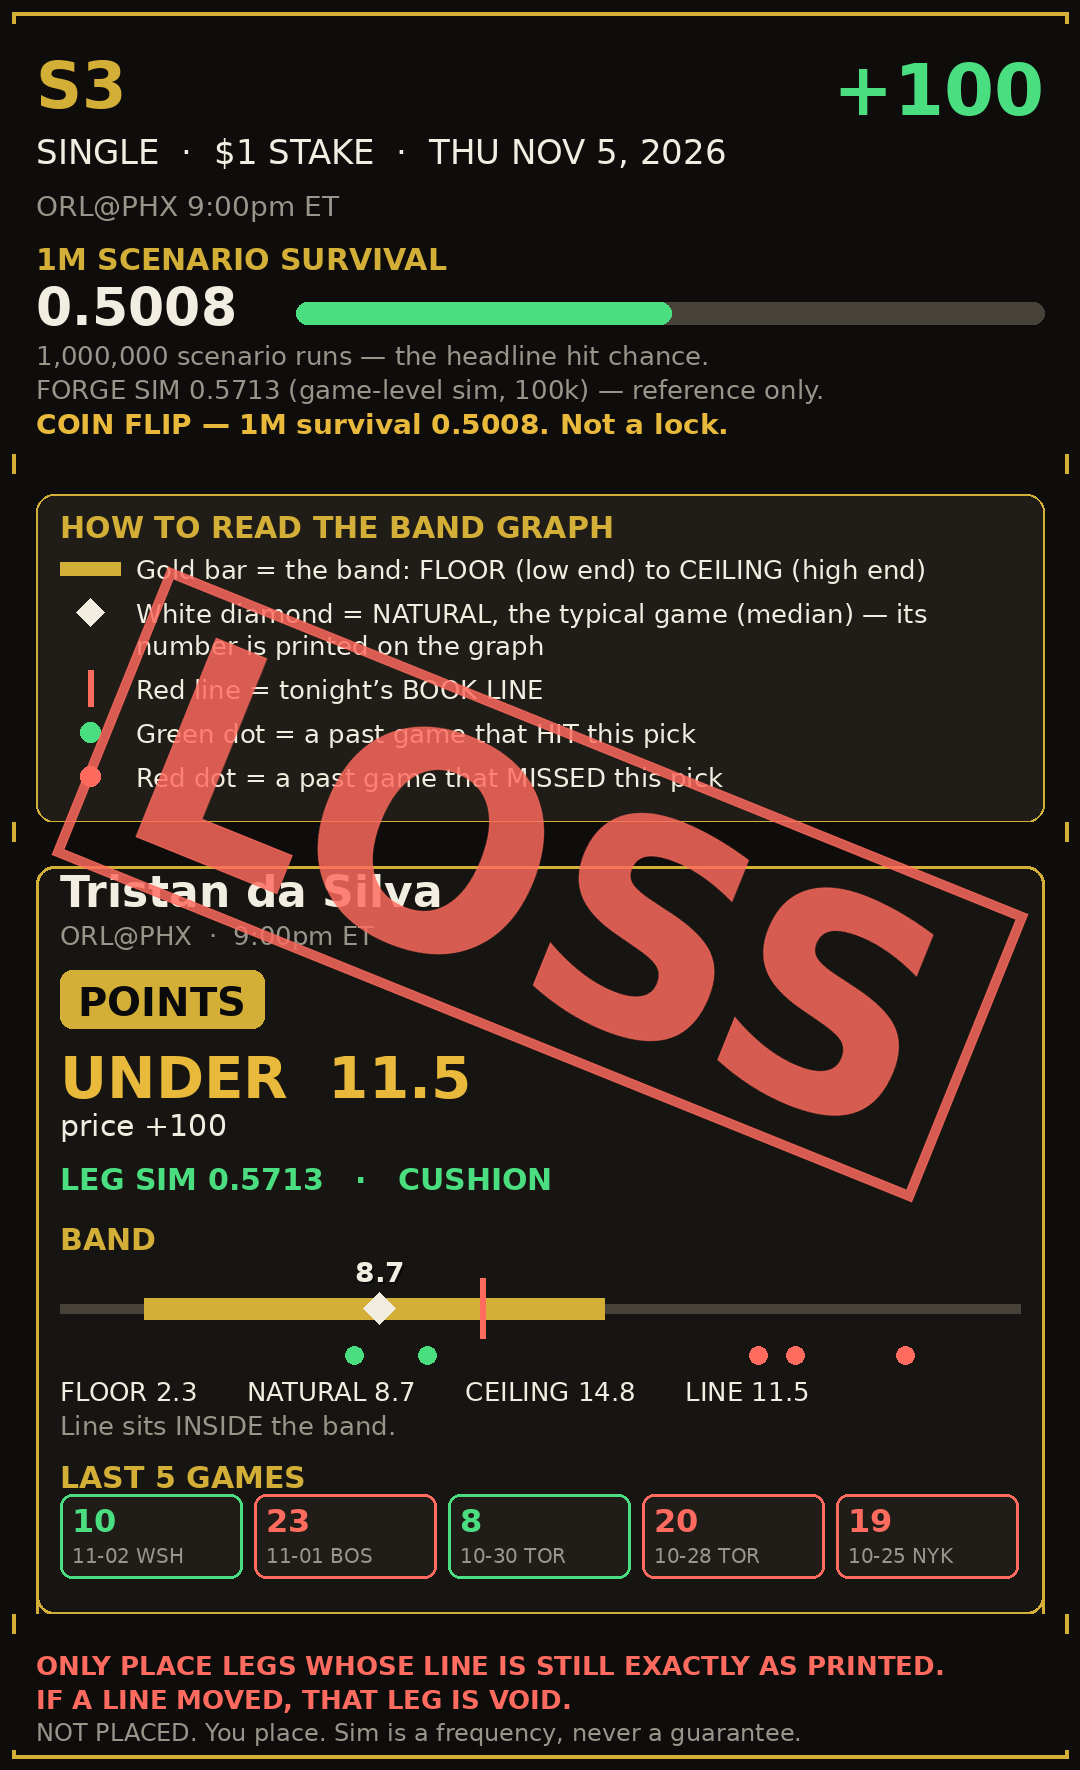 S3
+100
SINGLE · $1 STAKE · THU NOV 5, 2026
ORL@PHX 9:00pm ET
1M SCENARIO SURVIVAL
0.5008
1,000,000 scenario runs — the headline hit chance.
FORGE SIM 0.5713 (game-level sim, 100k) — reference only.
COIN FLIP — 1M survival 0.5008. Not a lock.
HOW TO READ THE BAND GRAPH
Gold bar = the band: FLOOR (low end) to CEILING (high end)
White diamond = NATURAL, the typical game (median) — its
number is printed on the graph
Red line = tonight’s BOOK LINE
Green dot = a past game that HIT this pick
Red dot = a past game that MISSED this pick
LOSS
Tristan da Silva
ORL@PHX · 9:00pm ET
POINTS
UNDER 11.5
price +100
LEG SIM 0.5713 · CUSHION
BAND
8.7
FLOOR 2.3 NATURAL 8.7 CEILING 14.8 LINE 11.5
Line sits INSIDE the band.
LAST 5 GAMES
10 23 8 20 19
11-02 WSH 11-01 BOS 10-30 TOR 10-28 TOR 10-25 NYK
ONLY PLACE LEGS WHOSE LINE IS STILL EXACTLY AS PRINTED.
IF A LINE MOVED, THAT LEG IS VOID.
NOT PLACED. You place. Sim is a frequency, never a guarantee.